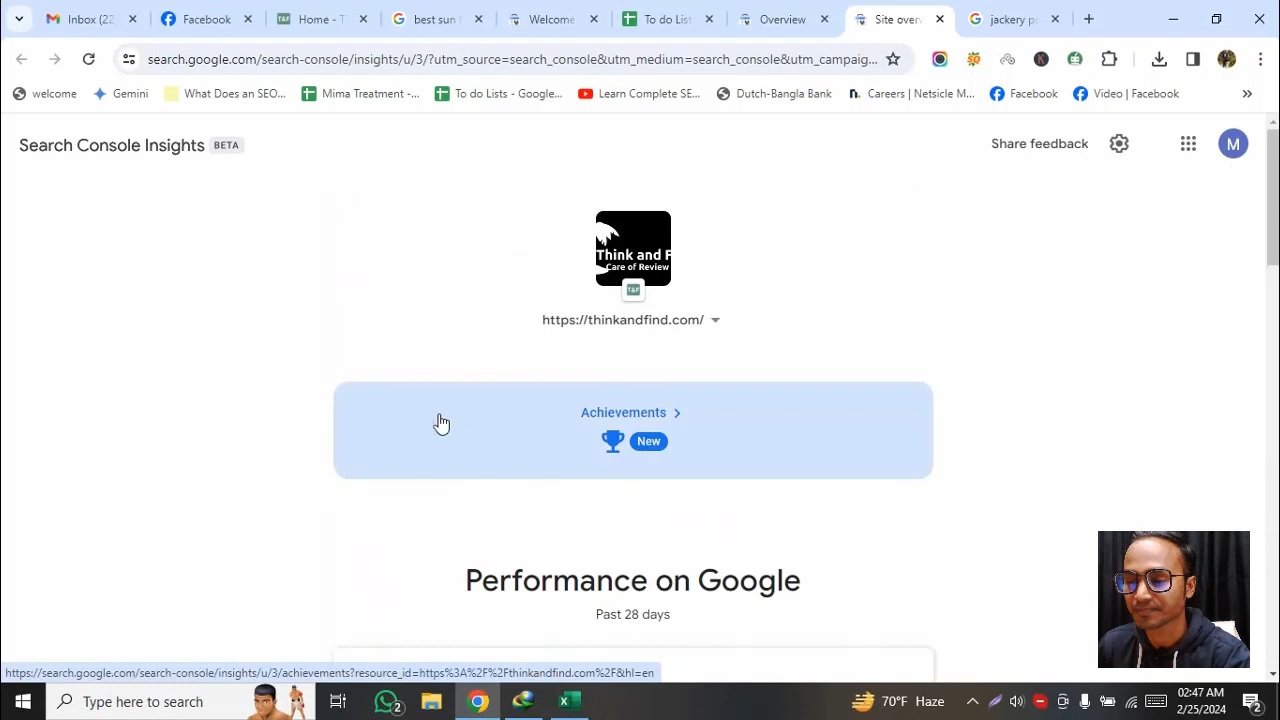 Inbox (22
Facebook
Home - T
best sun l
Welcome
To do List
Overview
Site over
jackery po
search.google.com/search-console/insights/u/3/?utm_source=search_console&utm_medium=search_console&utm_campaig...
welcome
Gemini
What Does an SEO...
Mima Treatment -...
To do Lists - Google...
Learn Complete SE...
Dutch-Bangla Bank
Careers | Netsicle M...
Facebook
Video | Facebook
Search Console Insights BETA
Share feedback
M
Think and F
Care of Review
T&F
https://thinkandfind.com/
Achievements
New
Performance on Google
Past 28 days
https://search.google.com/search-console/insights/u/3/achievements?resource_id=https%3A%2F%2Fthinkandfind.com%2F&hl=en
Type here to search
2
70°F Haze
02:47 AM
2/25/2024
2